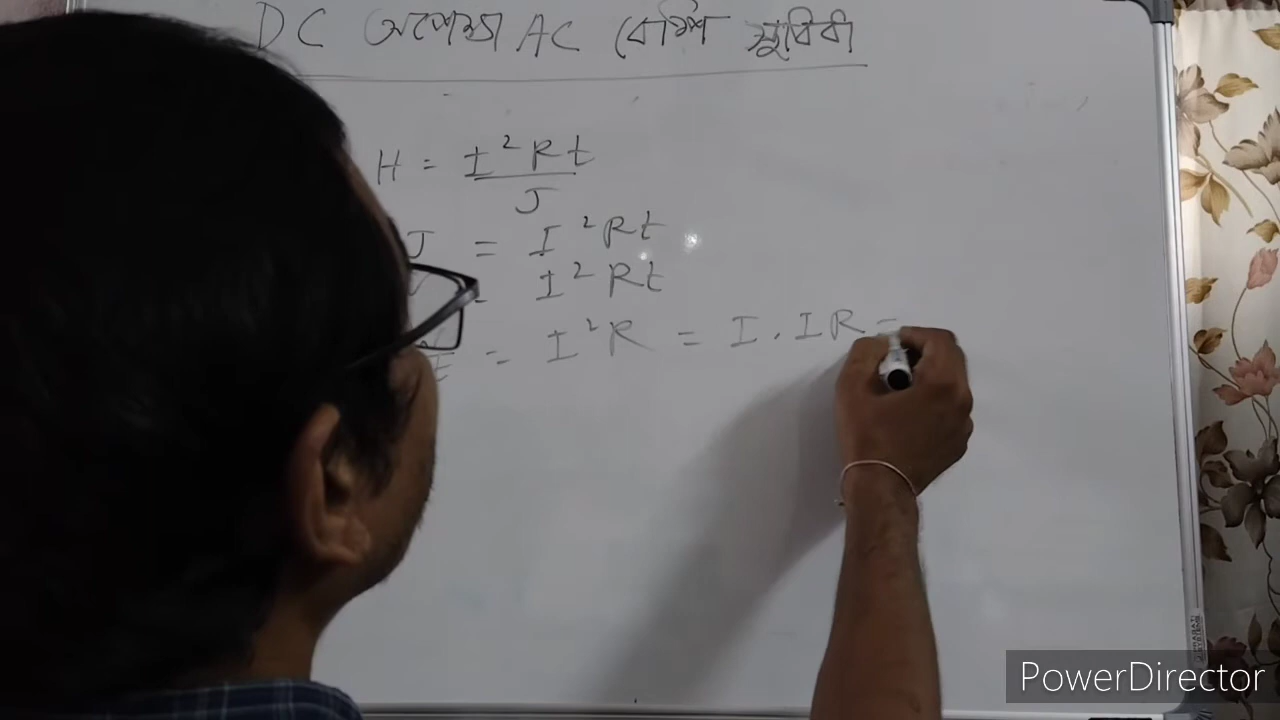 DC অপেক্ষা AC বেশি সুবিধা
H = I²Rt
J
J = I²Rt
= I²Rt
t = I²R = I . IR =
PowerDirector